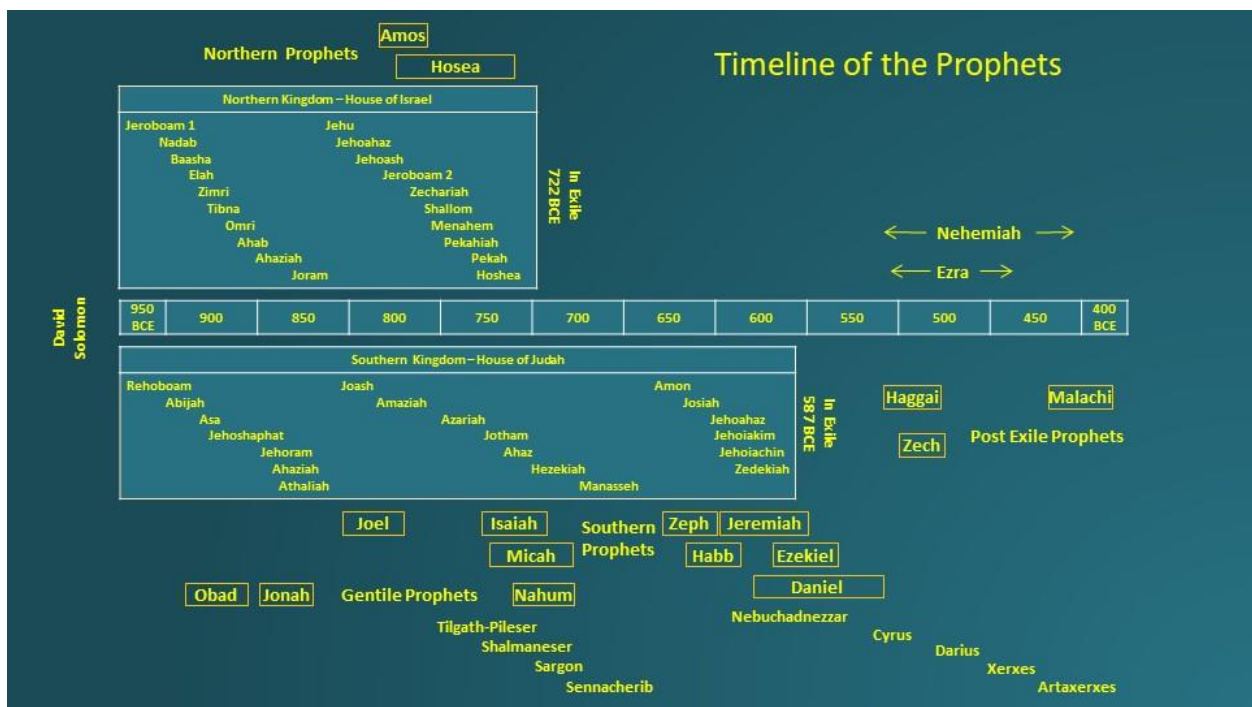 Amos
Northern Prophets
Hosea
Timeline of the Prophets
Northern Kingdom – House of Israel
Jeroboam 1
Nadab
Baasha
Elah
Zimri
Tibna
Omri
Ahab
Ahaziah
Joram
Jehu
Jehoahaz
Jehoash
Jeroboam 2
Zechariah
Shallom
Menahem
Pekahiah
Pekah
Hoshea
In Exile
722 BCE
Nehemiah
Ezra
David
Solomon
950 BCE 900 850 800 750 700 650 600 550 500 450 400 BCE
Southern Kingdom – House of Judah
Rehoboam
Abijah
Asa
Jehoshaphat
Jehoram
Ahaziah
Athaliah
Joash
Amaziah
Azariah
Jotham
Ahaz
Hezekiah
Manasseh
Amon
Josiah
Jehoahaz
Jehoiakim
Jehoiachin
Zedekiah
In Exile
587 BCE
Haggai
Malachi
Zech
Post Exile Prophets
Joel
Isaiah
Southern
Prophets
Zeph
Jeremiah
Micah
Habb
Ezekiel
Daniel
Obad
Jonah
Gentile Prophets
Nahum
Nebuchadnezzar
Tilgath-Pileser
Shalmaneser
Sargon
Sennacherib
Cyrus
Darius
Xerxes
Artaxerxes